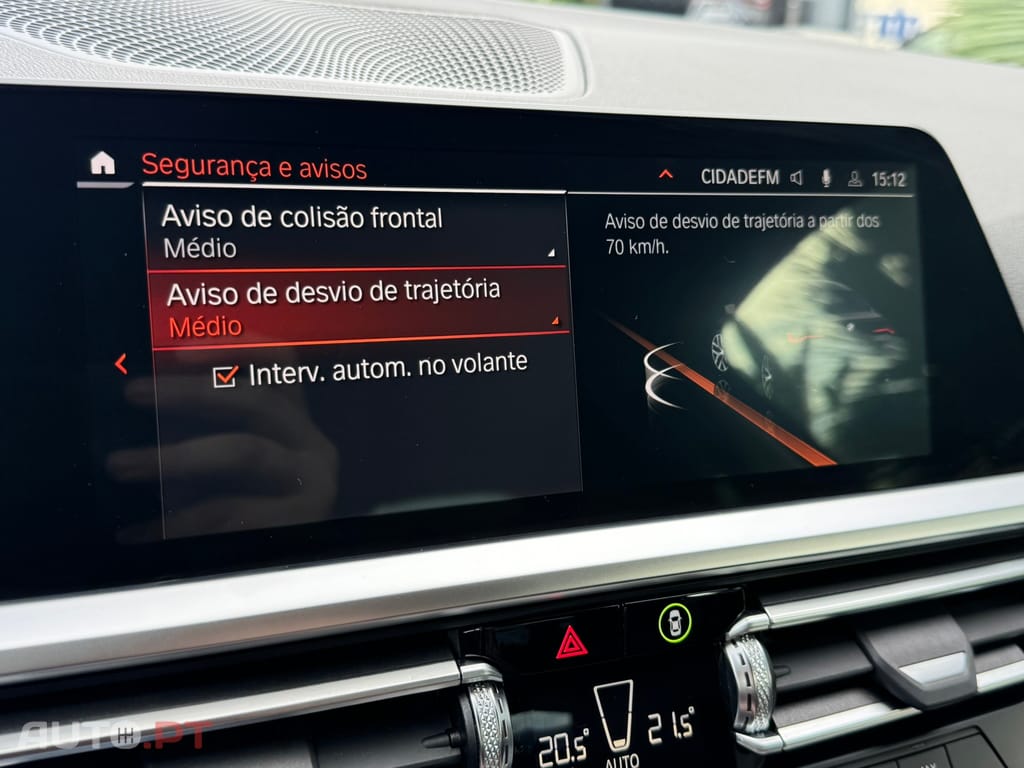 Segurança e avisos
CIDADEFM
15:12
Aviso de colisão frontal
Médio
Aviso de desvio de trajetória
Médio
Interv. autom. no volante
Aviso de desvio de trajetória a partir dos
70 km/h.
20.5°
21.5°
AUTO
AUTO.PT